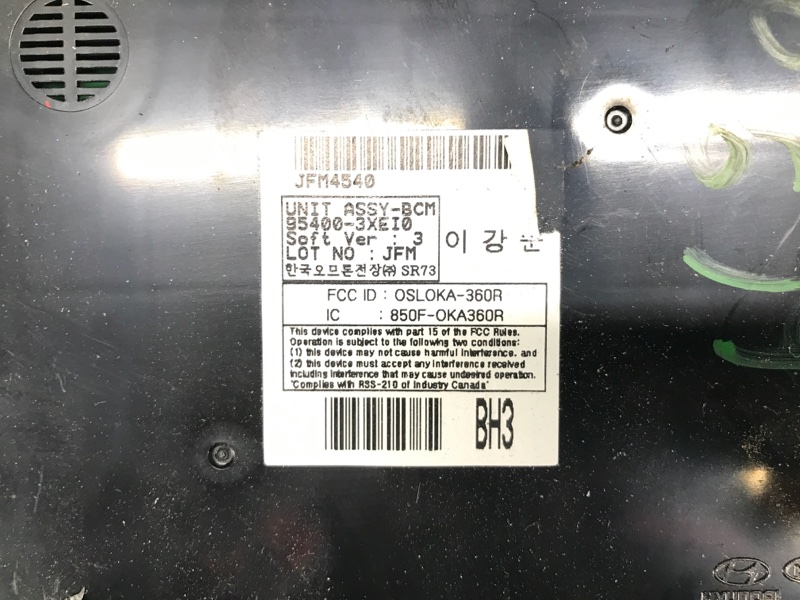 JFM4540
UNIT ASSY-BCM
95400-3XEI0
Soft Ver : 3
LOT NO : JFM
한국오므론전장㈜ SR73
이 강
FCC ID : OSLOKA-360R
IC : 850F-OKA360R
This device complies with part 15 of the FCC Rules.
Operation is subject to the following two conditions:
(1) this device may not cause harmful interference, and
(2) this device must accept any interference received
including interference that may cause undesired operation.
"Complies with RSS-210 of Industry Canada"
BH3
HYUNDAI